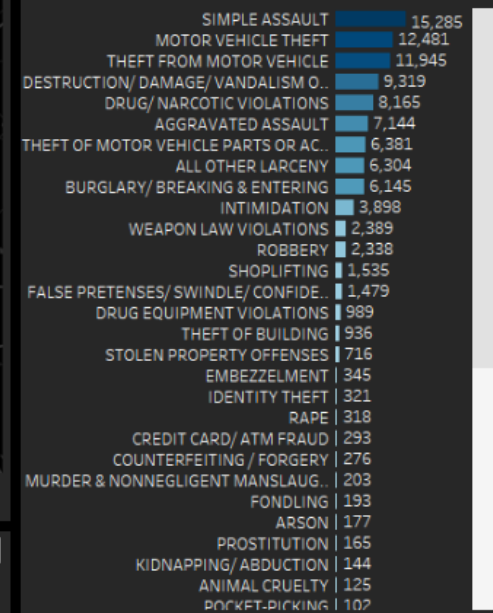 SIMPLE ASSAULT 15,285
MOTOR VEHICLE THEFT 12,481
THEFT FROM MOTOR VEHICLE 11,945
DESTRUCTION/ DAMAGE/ VANDALISM O.. 9,319
DRUG/ NARCOTIC VIOLATIONS 8,165
AGGRAVATED ASSAULT 7,144
THEFT OF MOTOR VEHICLE PARTS OR AC.. 6,381
ALL OTHER LARCENY 6,304
BURGLARY/ BREAKING & ENTERING 6,145
INTIMIDATION 3,898
WEAPON LAW VIOLATIONS 2,389
ROBBERY 2,338
SHOPLIFTING 1,535
FALSE PRETENSES/ SWINDLE/ CONFIDE.. 1,479
DRUG EQUIPMENT VIOLATIONS 989
THEFT OF BUILDING 936
STOLEN PROPERTY OFFENSES 716
EMBEZZELMENT 345
IDENTITY THEFT 321
RAPE 318
CREDIT CARD/ ATM FRAUD 293
COUNTERFEITING / FORGERY 276
MURDER & NONNEGLIGENT MANSLAUG.. 203
FONDLING 193
ARSON 177
PROSTITUTION 165
KIDNAPPING/ ABDUCTION 144
ANIMAL CRUELTY 125
POCKET-PICKING 102